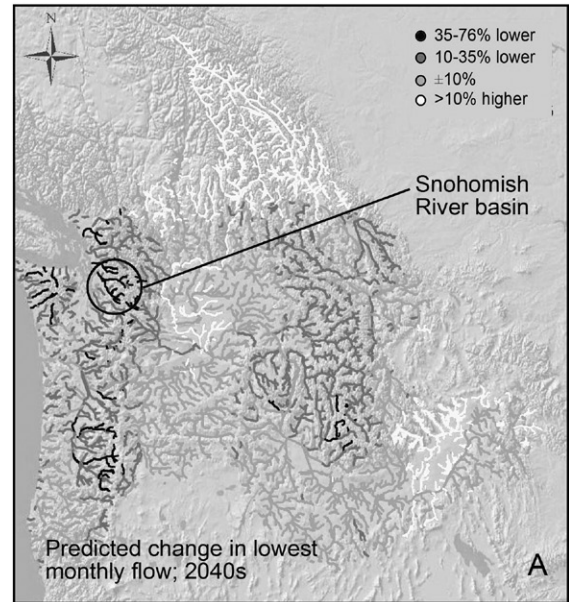 N
35-76% lower
10-35% lower
±10%
>10% higher
Snohomish
River basin
Predicted change in lowest
monthly flow; 2040s
A